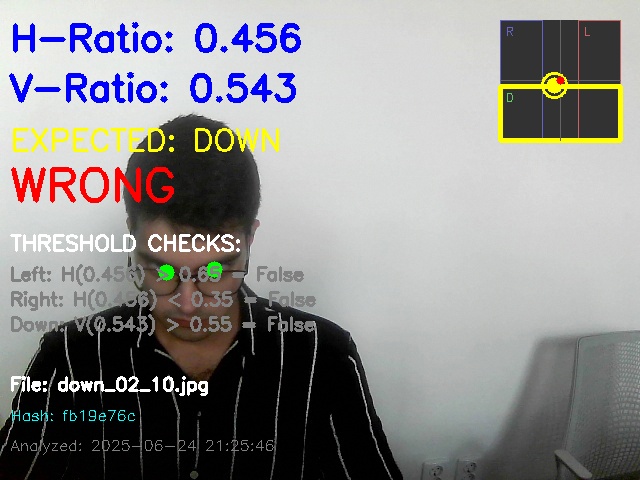 H-Ratio: 0.456
V-Ratio: 0.543
EXPECTED: DOWN
WRONG
THRESHOLD CHECKS:
Left: H(0.456) > 0.65 = False
Right: H(0.456) < 0.35 = False
Down: V(0.543) > 0.55 = False
File: down_02_10.jpg
Hash: fb19e76c
Analyzed: 2025-06-24 21:25:46
R
L
D